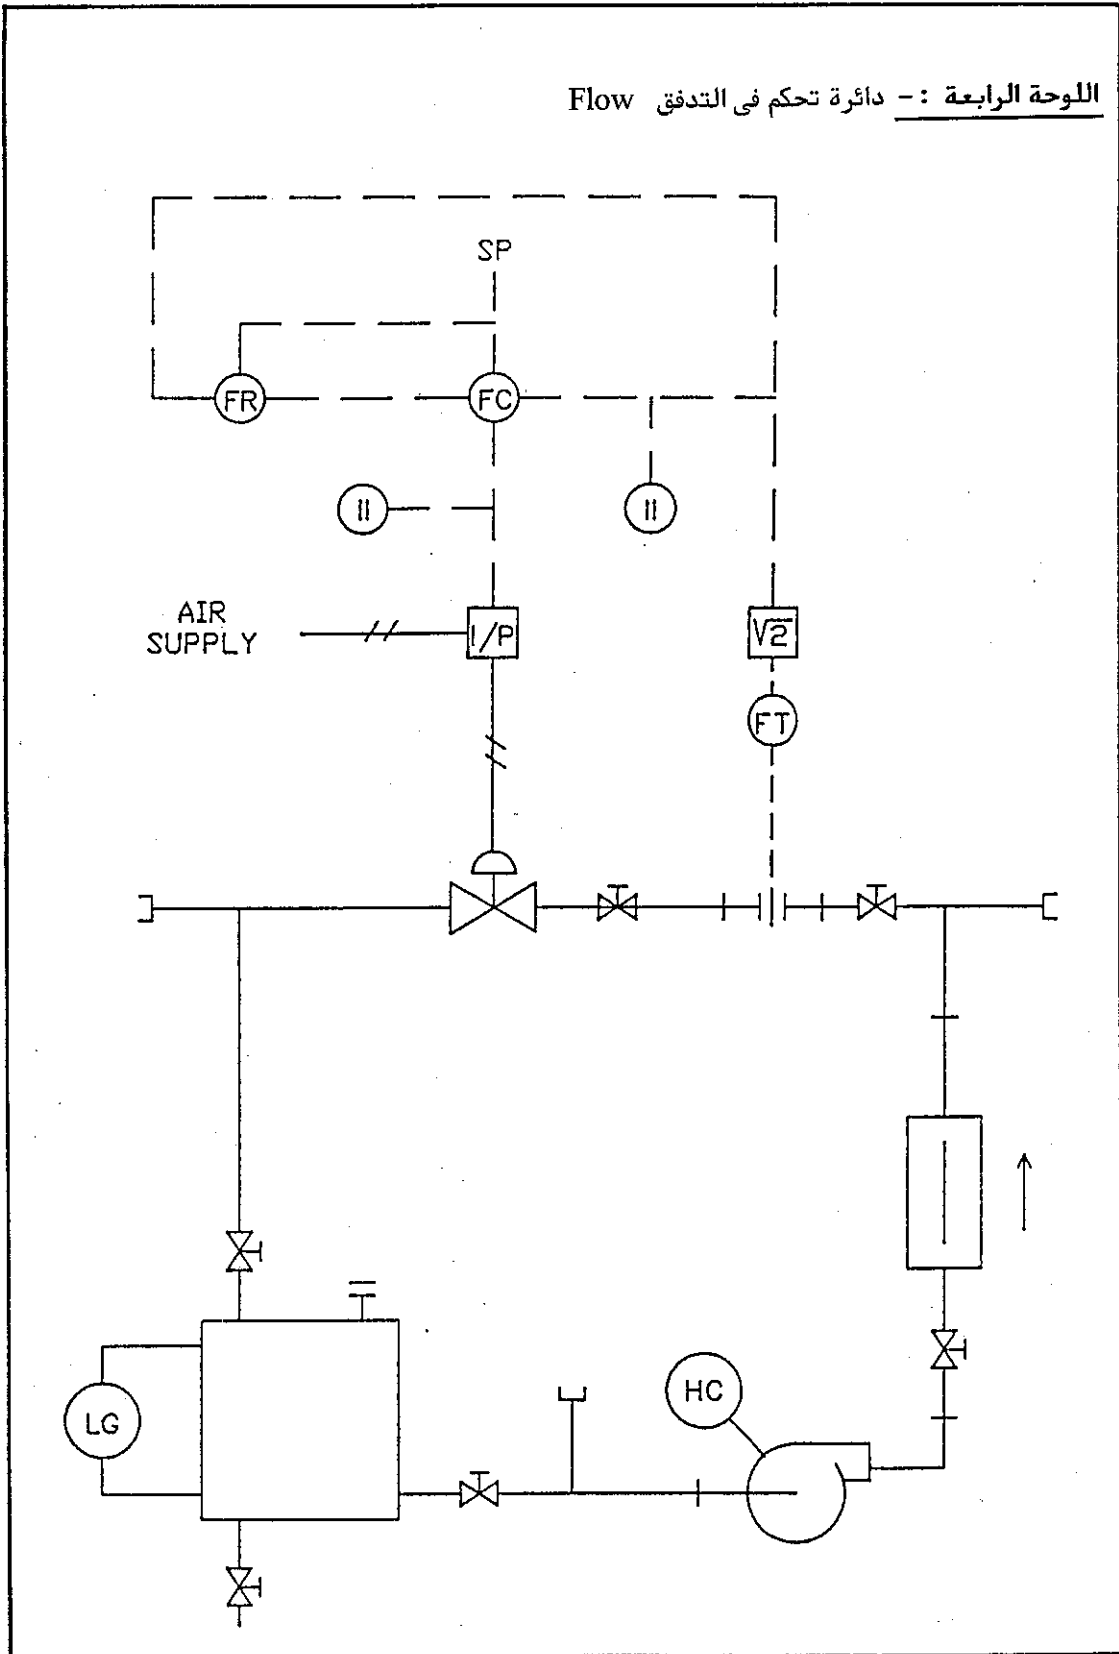 اللوحة الرابعة :- دائرة تحكم فى التدفق Flow
SP
FR
FC
II
II
AIR
SUPPLY
I/P
√2
FT
LG
HC